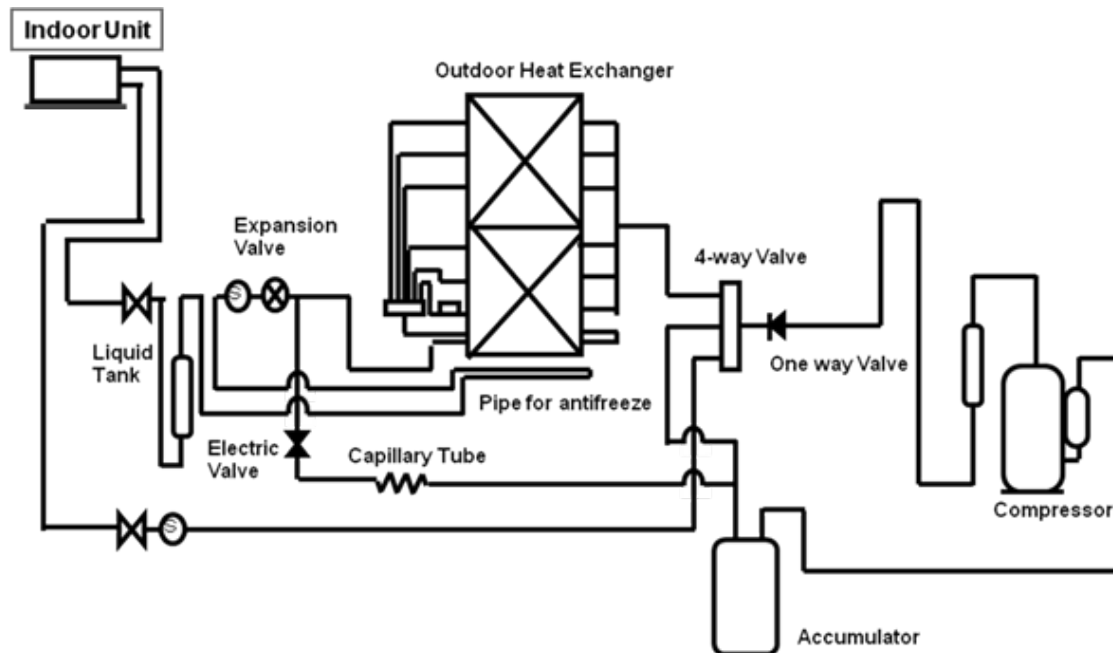 Indoor Unit
Outdoor Heat Exchanger
Expansion
Valve
4-way Valve
S
One way Valve
Liquid
Tank
Pipe for antifreeze
Electric
Valve
Capillary Tube
Compressor
S
Accumulator